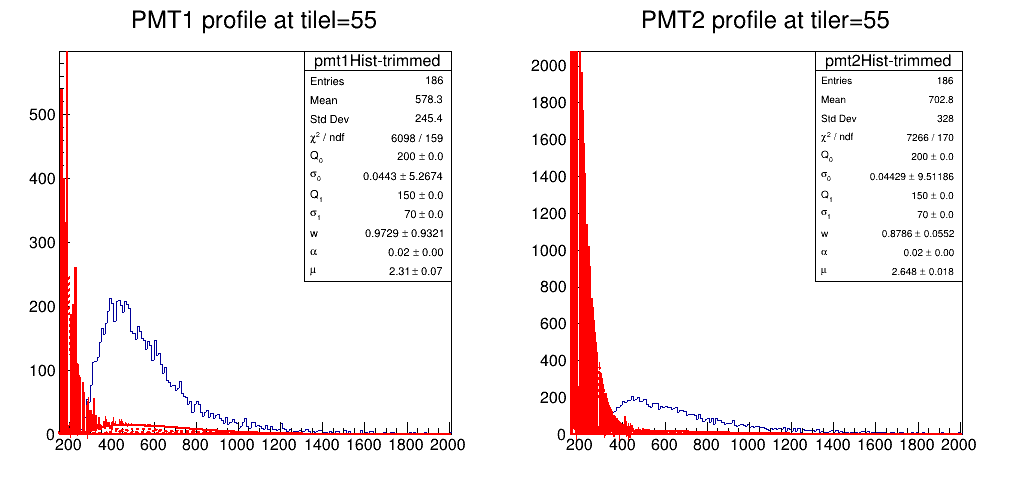 PMT1 profile at tilel=55
pmt1Hist-trimmed
Entries 186
Mean 578.3
Std Dev 245.4
χ² / ndf 6098 / 159
Q₀ 200 ± 0.0
σ₀ 0.0443 ± 5.2674
Q₁ 150 ± 0.0
σ₁ 70 ± 0.0
w 0.9729 ± 0.9321
α 0.02 ± 0.00
μ 2.31 ± 0.07
500
400
300
200
100
0
200 400 600 800 1000 1200 1400 1600 1800 2000
PMT2 profile at tiler=55
pmt2Hist-trimmed
Entries 186
Mean 702.8
Std Dev 328
χ² / ndf 7266 / 170
Q₀ 200 ± 0.0
σ₀ 0.04429 ± 9.51186
Q₁ 150 ± 0.0
σ₁ 70 ± 0.0
w 0.8786 ± 0.0552
α 0.02 ± 0.00
μ 2.648 ± 0.018
2000
1800
1600
1400
1200
1000
800
600
400
200
0
200 400 600 800 1000 1200 1400 1600 1800 2000